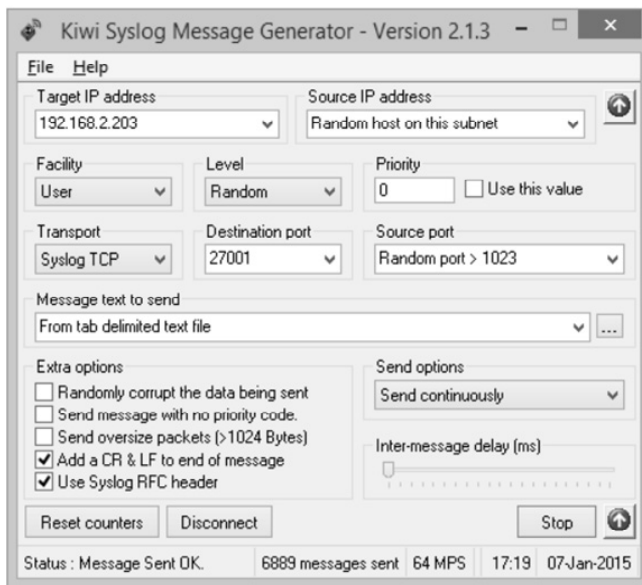 Kiwi Syslog Message Generator - Version 2.1.3
File Help
Target IP address Source IP address
192.168.2.203 Random host on this subnet
Facility Level Priority
User Random 0 Use this value
Transport Destination port Source port
Syslog TCP 27001 Random port > 1023
Message text to send
From tab delimited text file ...
Extra options Send options
Randomly corrupt the data being sent Send continuously
Send message with no priority code.
Send oversize packets (>1024 Bytes) Inter-message delay (ms)
Add a CR & LF to end of message
Use Syslog RFC header
Reset counters Disconnect Stop
Status : Message Sent OK. 6889 messages sent 64 MPS 17:19 07-Jan-2015